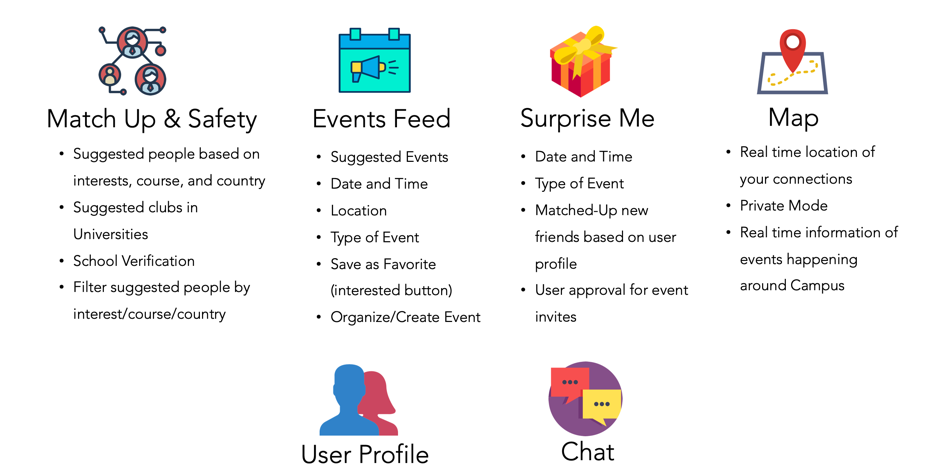 Match Up & Safety
• Suggested people based on
interests, course, and country
• Suggested clubs in
Universities
• School Verification
• Filter suggested people by
interest/course/country
Events Feed
• Suggested Events
• Date and Time
• Location
• Type of Event
• Save as Favorite
(interested button)
• Organize/Create Event
Surprise Me
• Date and Time
• Type of Event
• Matched-Up new
friends based on user
profile
• User approval for event
invites
Map
• Real time location of
your connections
• Private Mode
• Real time information of
events happening
around Campus
User Profile
Chat